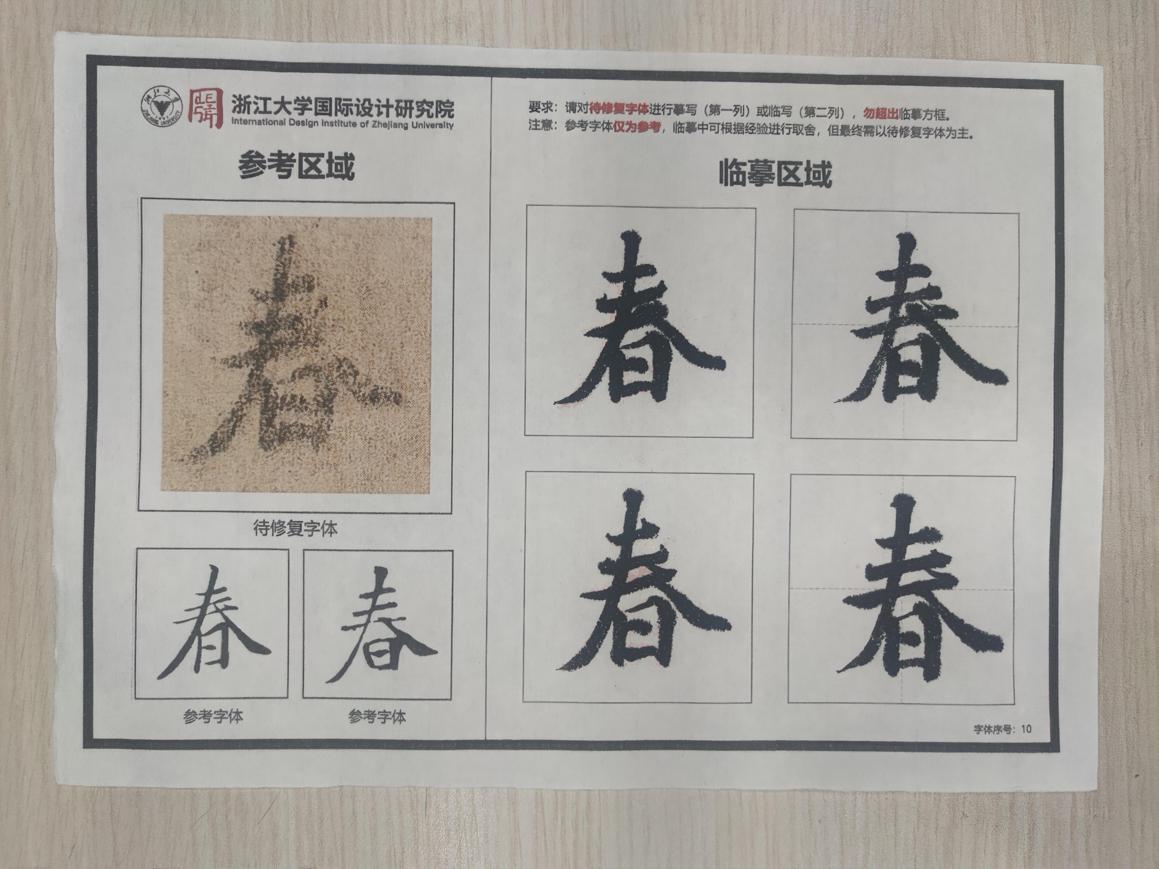 浙江大学国际设计研究院
International Design Institute of Zhejiang University
参考区域
春
待修复字体
春
春
参考字体
参考字体
要求：请对待修复字体进行摹写（第一列）或临写（第二列），勿超出临摹方框。
注意：参考字体仅为参考，临摹中可根据经验进行取舍，但最终需以待修复字体为主。
临摹区域
春
春
春
春
字体序号：10